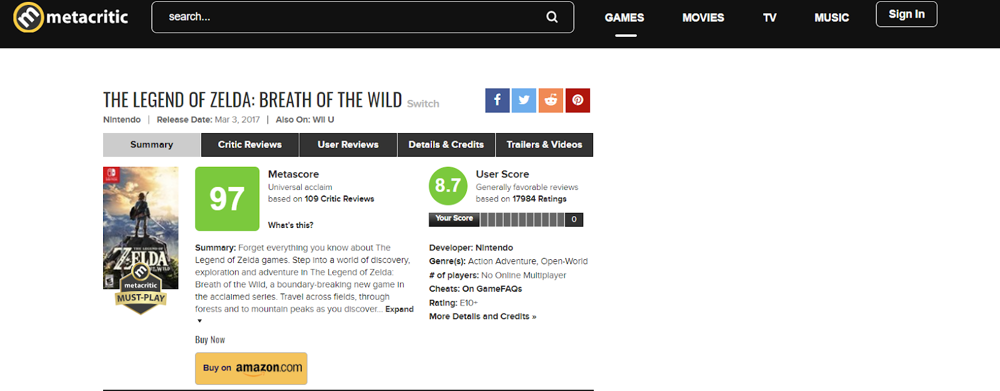 metacritic
search...
GAMES
MOVIES
TV
MUSIC
Sign In
THE LEGEND OF ZELDA: BREATH OF THE WILD Switch
Nintendo | Release Date: Mar 3, 2017 | Also On: Wii U
Summary
Critic Reviews
User Reviews
Details & Credits
Trailers & Videos
THE LEGEND OF
ZELDA
metacritic
MUST-PLAY
97
Metascore
Universal acclaim
based on 109 Critic Reviews
What's this?
Summary: Forget everything you know about The
Legend of Zelda games. Step into a world of discovery,
exploration and adventure in The Legend of Zelda:
Breath of the Wild, a boundary-breaking new game in
the acclaimed series. Travel across fields, through
forests and to mountain peaks as you discover... Expand
Buy Now
Buy on amazon.com
8.7
User Score
Generally favorable reviews
based on 17984 Ratings
Your Score
0
Developer: Nintendo
Genre(s): Action Adventure, Open-World
# of players: No Online Multiplayer
Cheats: On GameFAQs
Rating: E10+
More Details and Credits »